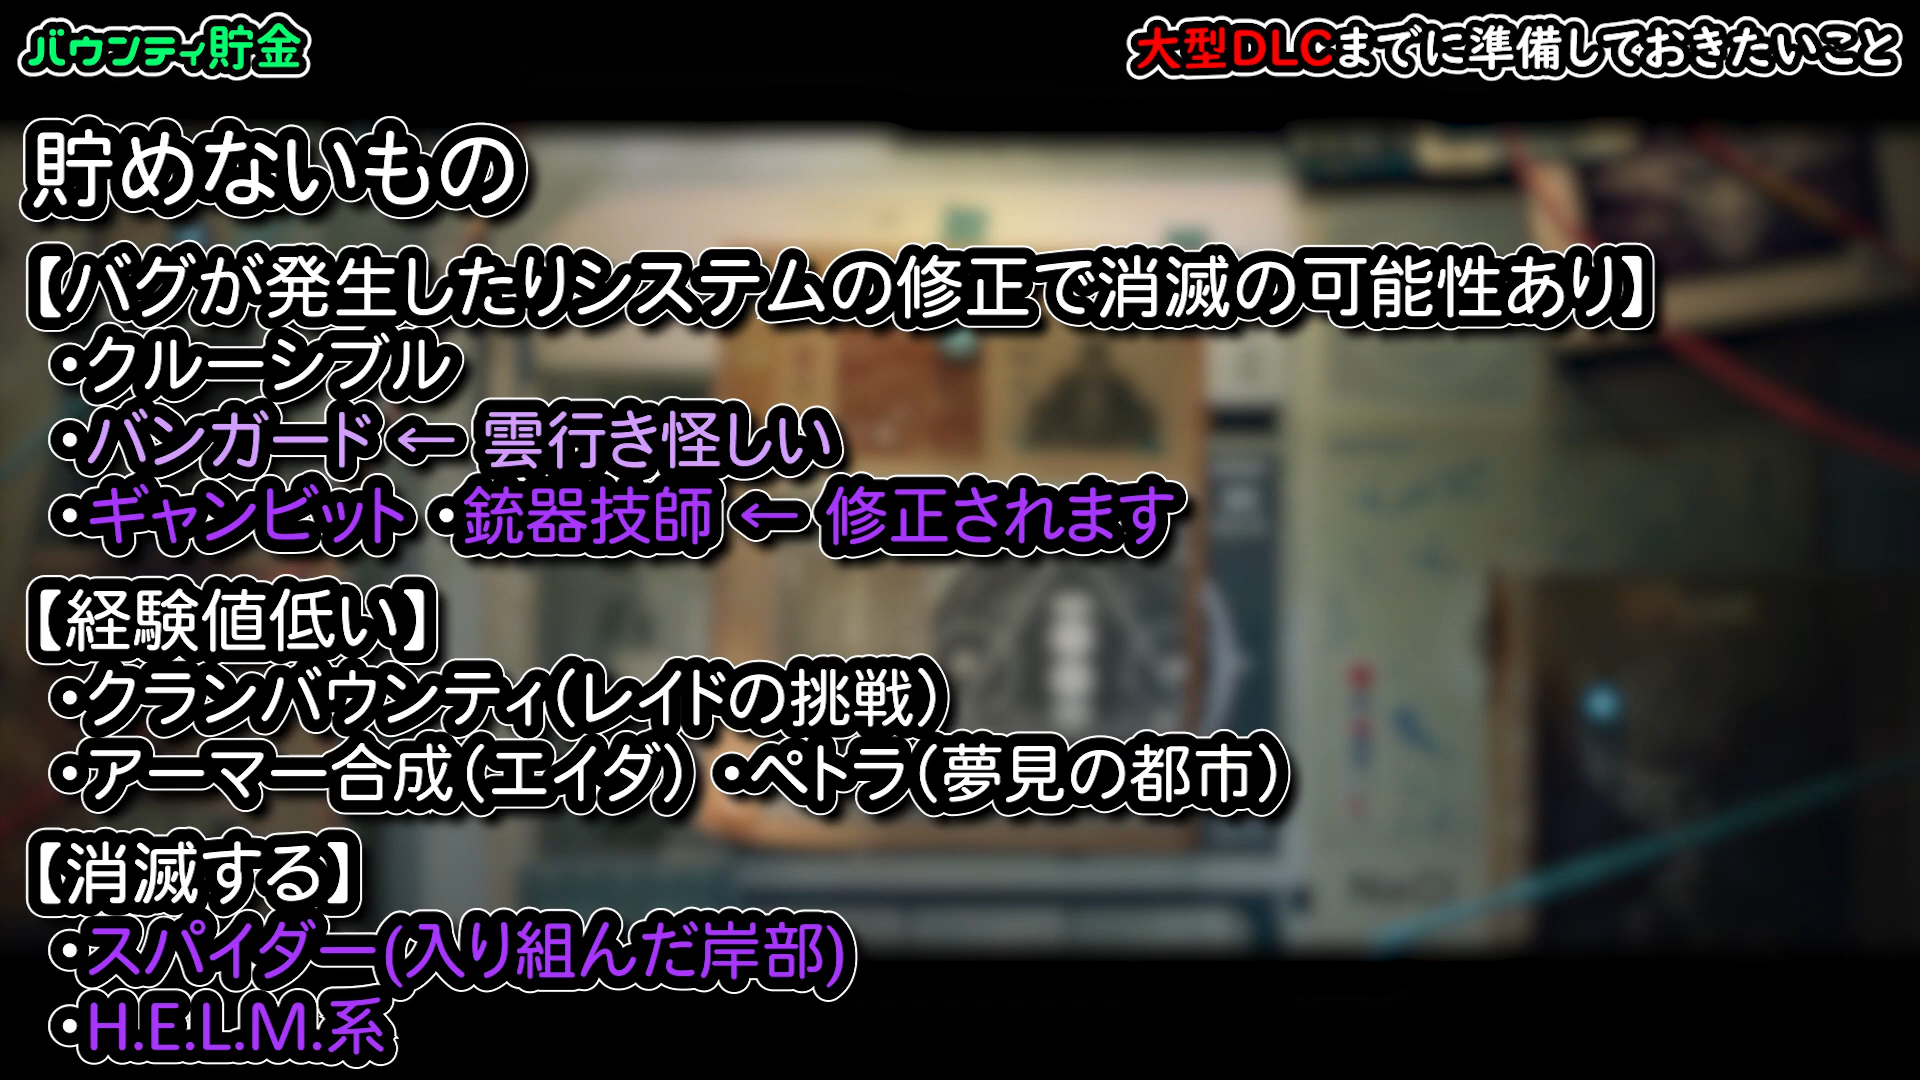 バウンティ貯金
大型DLCまでに準備しておきたいこと
貯めないもの
【バグが発生したりシステムの修正で消滅の可能性あり】
・クルーシブル
・バンガード ← 雲行き怪しい
・ギャンビット ・銃器技師 ← 修正されます
【経験値低い】
・クランバウンティ（レイドの挑戦）
・アーマー合成（エイダ） ・ペトラ（夢見の都市）
【消滅する】
・スパイダー(入り組んだ岸部)
・H.E.L.M.系